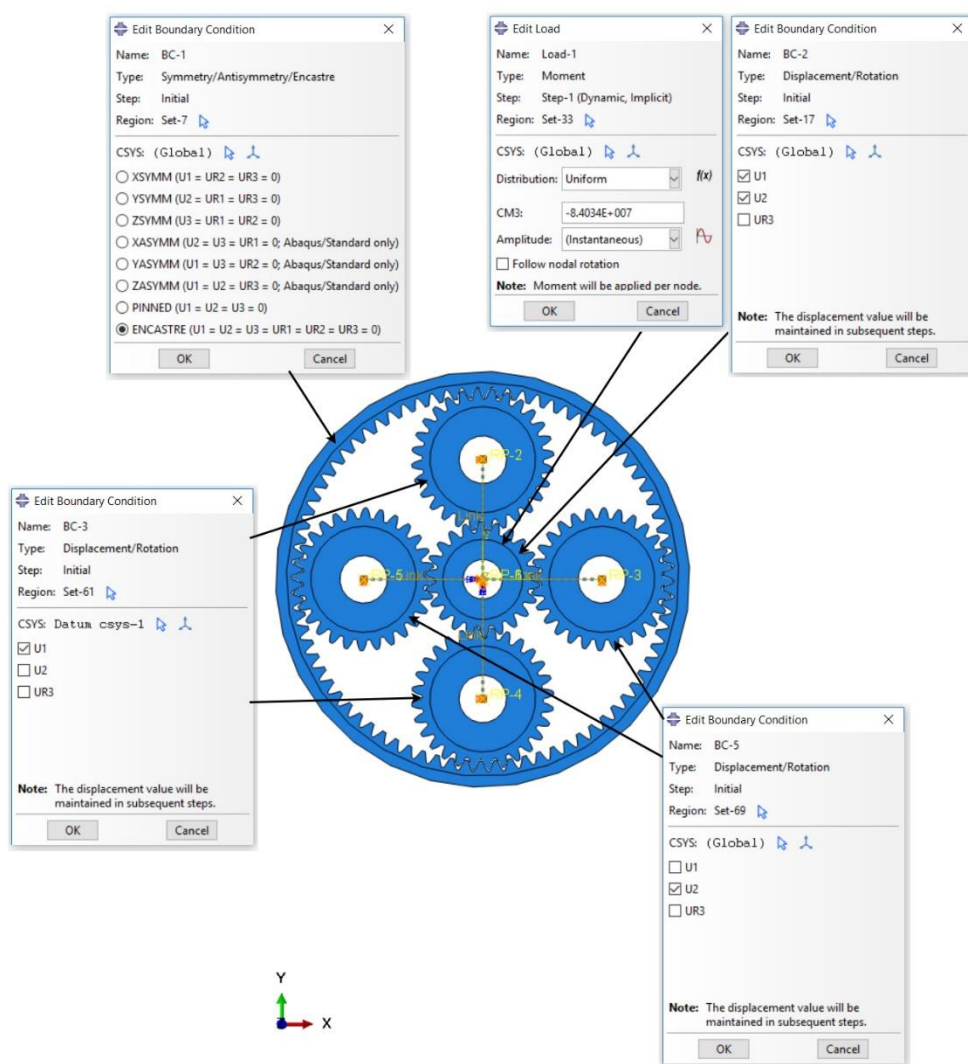 Edit Boundary Condition
Name: BC-1
Type: Symmetry/Antisymmetry/Encastre
Step: Initial
Region: Set-7
CSYS: (Global)
XSYMM (U1 = UR2 = UR3 = 0)
YSYMM (U2 = UR1 = UR3 = 0)
ZSYMM (U3 = UR1 = UR2 = 0)
XASYMM (U2 = U3 = UR1 = 0; Abaqus/Standard only)
YASYMM (U1 = U3 = UR2 = 0; Abaqus/Standard only)
ZASYMM (U1 = U2 = UR3 = 0; Abaqus/Standard only)
PINNED (U1 = U2 = U3 = 0)
ENCASTRE (U1 = U2 = U3 = UR1 = UR2 = UR3 = 0)
OK Cancel
Edit Load
Name: Load-1
Type: Moment
Step: Step-1 (Dynamic, Implicit)
Region: Set-33
CSYS: (Global)
Distribution: Uniform f(x)
CM3: -8.4034E+007
Amplitude: (Instantaneous)
Follow nodal rotation
Note: Moment will be applied per node.
OK Cancel
Edit Boundary Condition
Name: BC-2
Type: Displacement/Rotation
Step: Initial
Region: Set-17
CSYS: (Global)
U1
U2
UR3
Note: The displacement value will be
maintained in subsequent steps.
OK Cancel
RP-2
Edit Boundary Condition
Name: BC-3
Type: Displacement/Rotation
Step: Initial
Region: Set-61
CSYS: Datum csys-1
U1
U2
UR3
Note: The displacement value will be
maintained in subsequent steps.
OK Cancel
RP-5
RP-3
RP-4
Edit Boundary Condition
Name: BC-5
Type: Displacement/Rotation
Step: Initial
Region: Set-69
CSYS: (Global)
U1
U2
UR3
Note: The displacement value will be
maintained in subsequent steps.
OK Cancel
Y
X